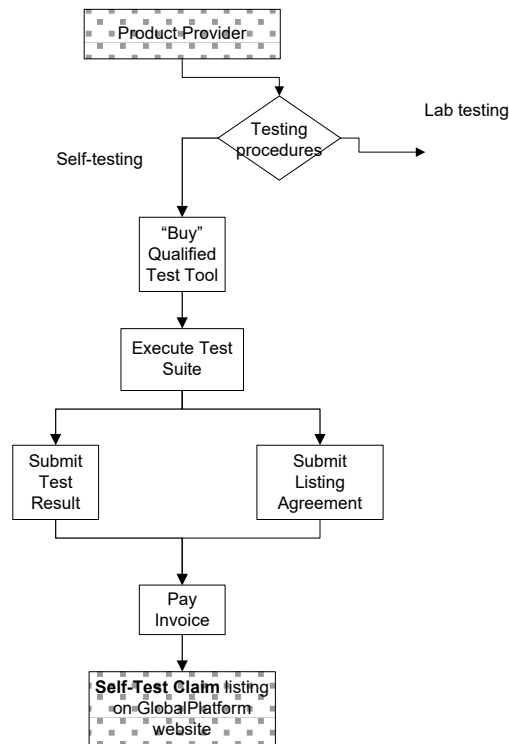 Product Provider
Lab testing
Testing
procedures
Self-testing
“Buy”
Qualified
Test Tool
Execute Test
Suite
Submit
Test
Result
Submit
Listing
Agreement
Pay
Invoice
Self-Test Claim listing
on GlobalPlatform
website